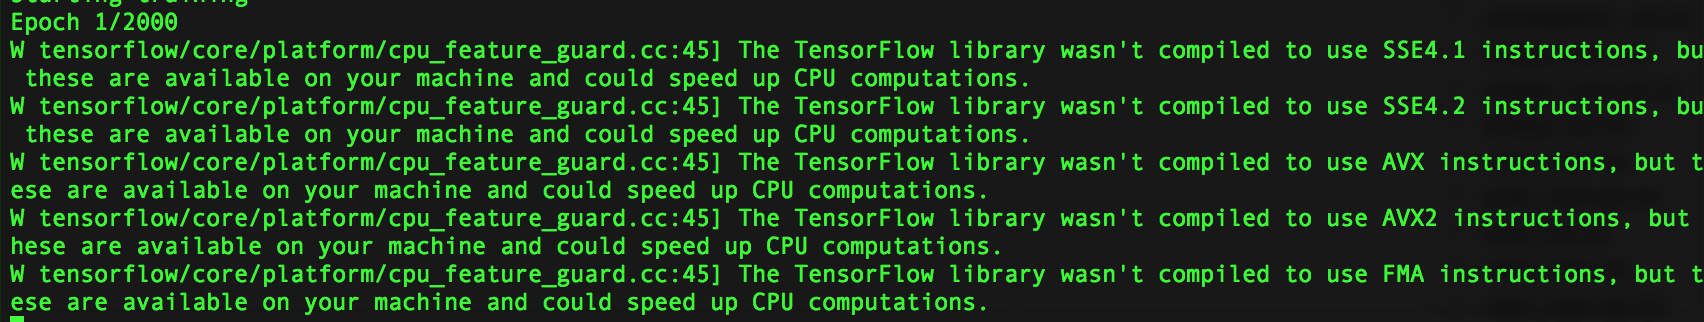 Starting training
Epoch 1/2000
W tensorflow/core/platform/cpu_feature_guard.cc:45] The TensorFlow library wasn't compiled to use SSE4.1 instructions, bu
these are available on your machine and could speed up CPU computations.
W tensorflow/core/platform/cpu_feature_guard.cc:45] The TensorFlow library wasn't compiled to use SSE4.2 instructions, bu
these are available on your machine and could speed up CPU computations.
W tensorflow/core/platform/cpu_feature_guard.cc:45] The TensorFlow library wasn't compiled to use AVX instructions, but t
ese are available on your machine and could speed up CPU computations.
W tensorflow/core/platform/cpu_feature_guard.cc:45] The TensorFlow library wasn't compiled to use AVX2 instructions, but
hese are available on your machine and could speed up CPU computations.
W tensorflow/core/platform/cpu_feature_guard.cc:45] The TensorFlow library wasn't compiled to use FMA instructions, but t
ese are available on your machine and could speed up CPU computations.